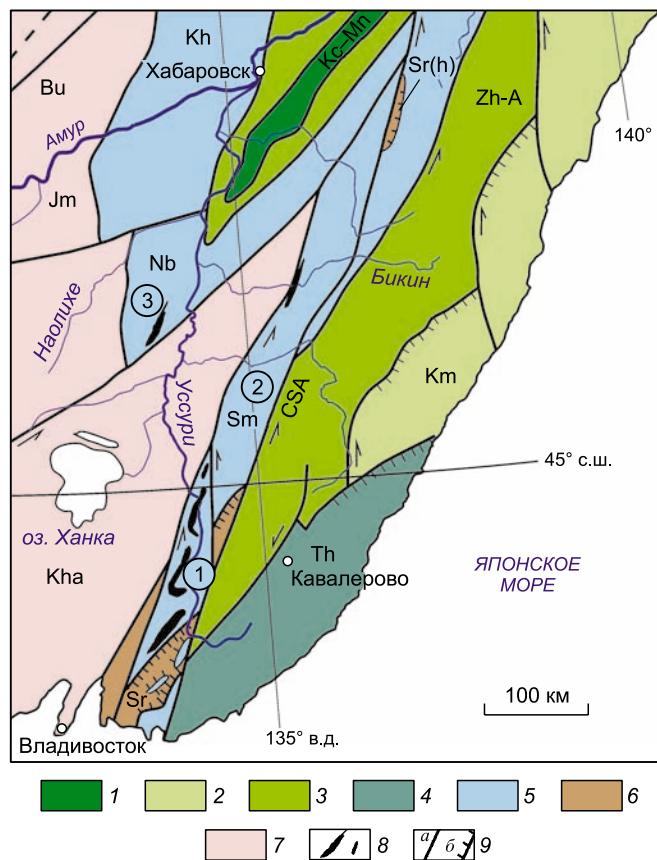 Kh
Хабаровск
Kc–Mn
Sr(h)
Zh-A
140°
Bu
Амур
Jm
Nb
3
Наолихе
Бикин
Уссури
2
Sm
CSA
Km
45° с.ш.
оз. Ханка
Kha
1
Th
Кавалерово
ЯПОНСКОЕ
МОРЕ
Sr
100 км
Владивосток
135° в.д.
1 2 3 4 5 6
7 8 а б 9